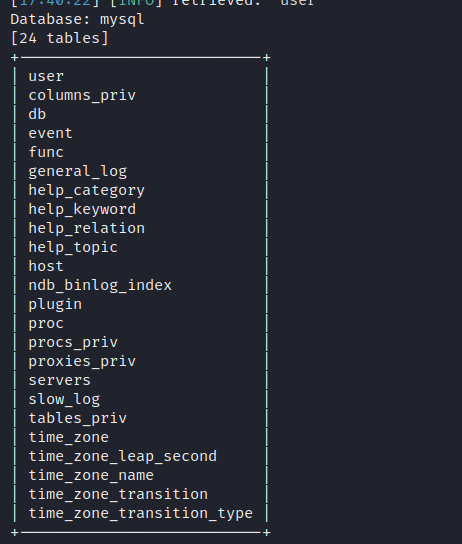 [17:40:22] [INFO] retrieved: 'user'
Database: mysql
[24 tables]
+---------------------------+
| user                      |
| columns_priv              |
| db                        |
| event                     |
| func                      |
| general_log               |
| help_category             |
| help_keyword              |
| help_relation             |
| help_topic                |
| host                      |
| ndb_binlog_index          |
| plugin                    |
| proc                      |
| procs_priv                |
| proxies_priv              |
| servers                   |
| slow_log                  |
| tables_priv               |
| time_zone                 |
| time_zone_leap_second     |
| time_zone_name            |
| time_zone_transition      |
| time_zone_transition_type |
+---------------------------+